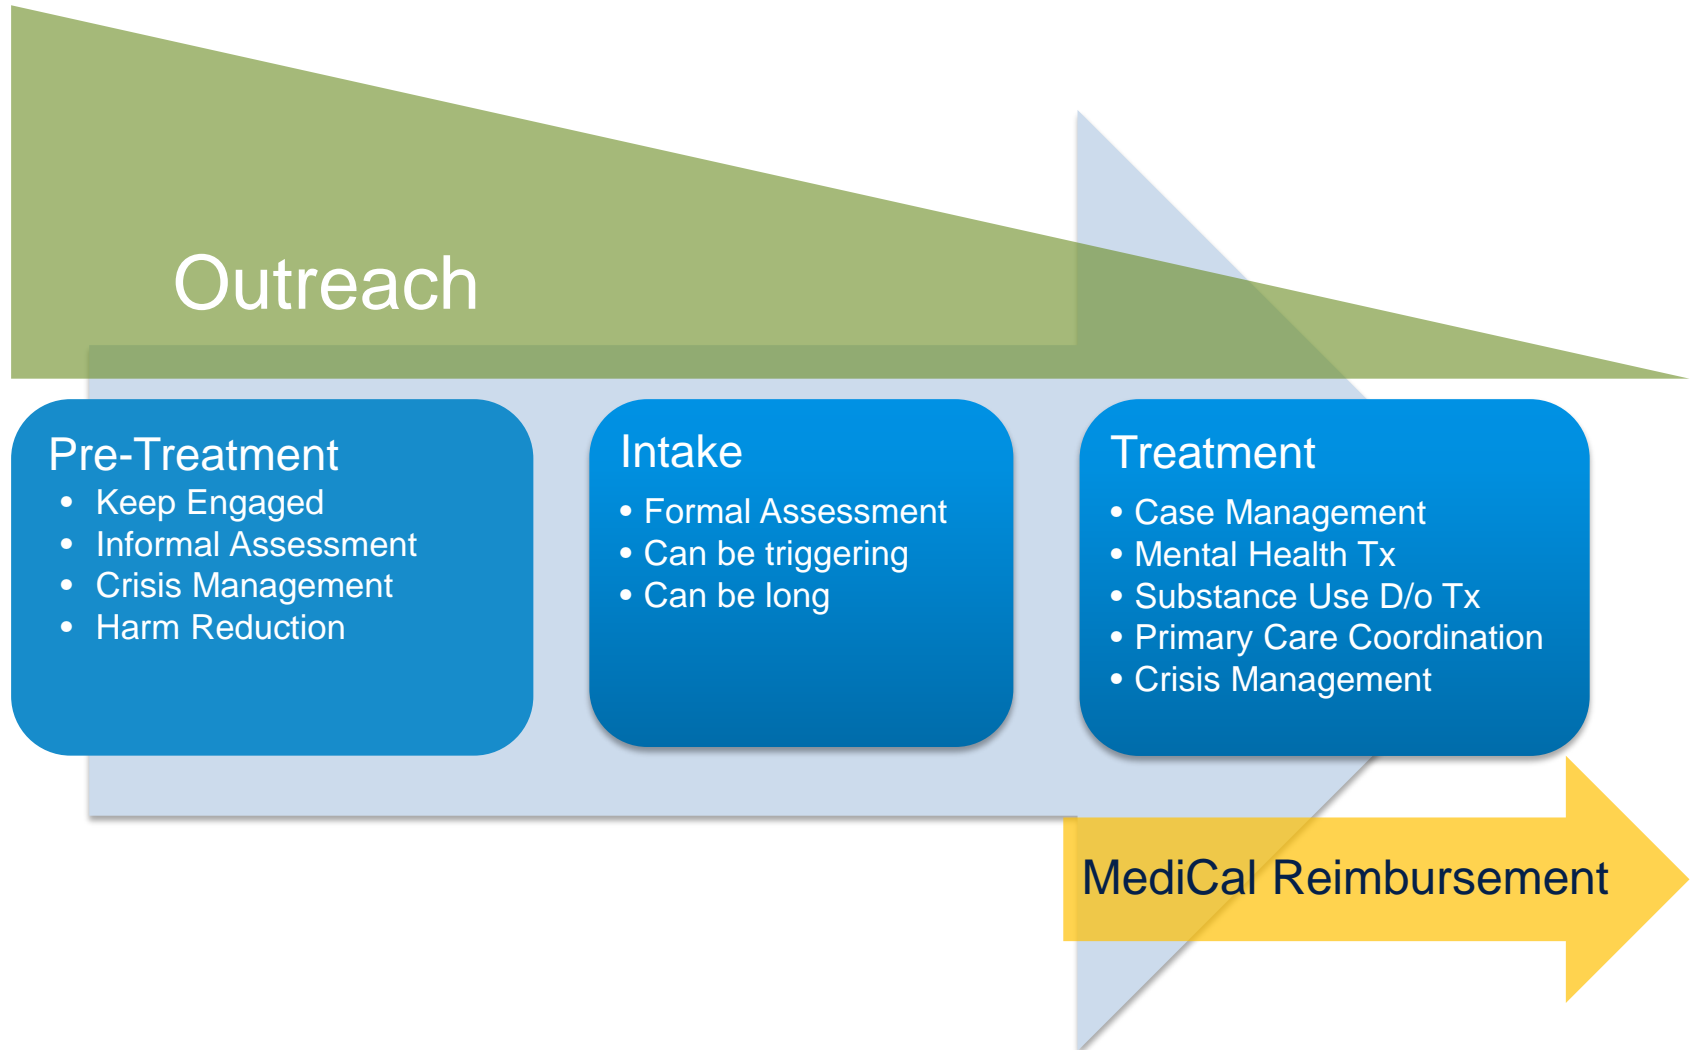 Outreach
Pre-Treatment
• Keep Engaged
• Informal Assessment
• Crisis Management
• Harm Reduction
Intake
• Formal Assessment
• Can be triggering
• Can be long
Treatment
• Case Management
• Mental Health Tx
• Substance Use D/o Tx
• Primary Care Coordination
• Crisis Management
MediCal Reimbursement